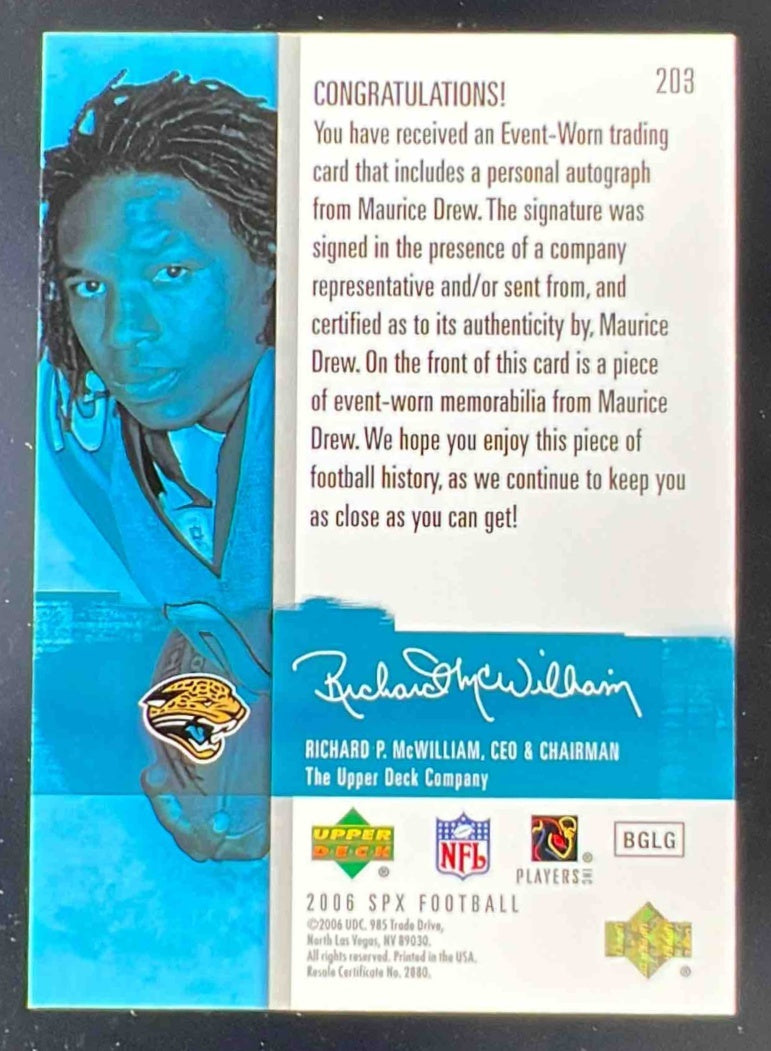 203
CONGRATULATIONS!
You have received an Event-Worn trading
card that includes a personal autograph
from Maurice Drew. The signature was
signed in the presence of a company
representative and/or sent from, and
certified as to its authenticity by, Maurice
Drew. On the front of this card is a piece
of event-worn memorabilia from Maurice
Drew. We hope you enjoy this piece of
football history, as we continue to keep you
as close as you can get!
Richard McWilliam
RICHARD P. McWILLIAM, CEO & CHAIRMAN
The Upper Deck Company
UPPER
DECK
®
NFL
PLAYERS INC
®
BGLG
2006 SPX FOOTBALL
©2006 UDC. 985 Trade Drive,
North Las Vegas, NV 89030.
All rights reserved. Printed in the USA.
Resale Certificate No. 2880.
®